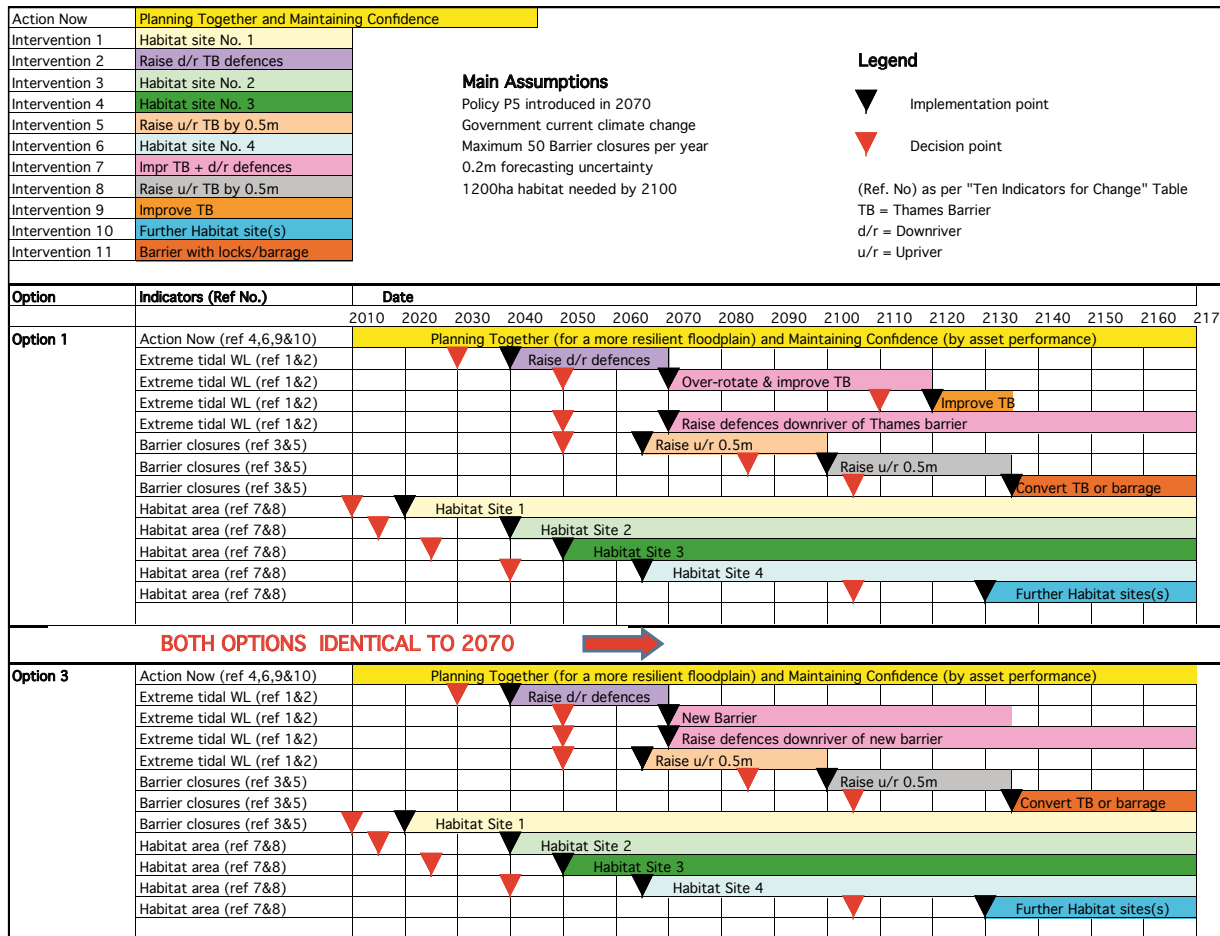 Action Now Planning Together and Maintaining Confidence
Intervention 1 Habitat site No. 1
Intervention 2 Raise d/r TB defences
Intervention 3 Habitat site No. 2
Intervention 4 Habitat site No. 3
Intervention 5 Raise u/r TB by 0.5m
Intervention 6 Habitat site No. 4
Intervention 7 Impr TB + d/r defences
Intervention 8 Raise u/r TB by 0.5m
Intervention 9 Improve TB
Intervention 10 Further Habitat site(s)
Intervention 11 Barrier with locks/barrage
Main Assumptions
Policy P5 introduced in 2070
Government current climate change
Maximum 50 Barrier closures per year
0.2m forecasting uncertainty
1200ha habitat needed by 2100
Legend
Implementation point
Decision point
(Ref. No) as per "Ten Indicators for Change" Table
TB = Thames Barrier
d/r = Downriver
u/r = Upriver
Option Indicators (Ref No.) Date
2010 2020 2030 2040 2050 2060 2070 2080 2090 2100 2110 2120 2130 2140 2150 2160 217
Option 1 Action Now (ref 4,6,9&10) Planning Together (for a more resilient floodplain) and Maintaining Confidence (by asset performance)
Extreme tidal WL (ref 1&2) Raise d/r defences
Extreme tidal WL (ref 1&2) Over-rotate & improve TB
Extreme tidal WL (ref 1&2) Improve TB
Extreme tidal WL (ref 1&2) Raise defences downriver of Thames barrier
Barrier closures (ref 3&5) Raise u/r 0.5m
Barrier closures (ref 3&5) Raise u/r 0.5m
Barrier closures (ref 3&5) Convert TB or barrage
Habitat area (ref 7&8) Habitat Site 1
Habitat area (ref 7&8) Habitat Site 2
Habitat area (ref 7&8) Habitat Site 3
Habitat area (ref 7&8) Habitat Site 4
Habitat area (ref 7&8) Further Habitat sites(s)
BOTH OPTIONS IDENTICAL TO 2070
Option 3 Action Now (ref 4,6,9&10) Planning Together (for a more resilient floodplain) and Maintaining Confidence (by asset performance)
Extreme tidal WL (ref 1&2) Raise d/r defences
Extreme tidal WL (ref 1&2) New Barrier
Extreme tidal WL (ref 1&2) Raise defences downriver of new barrier
Extreme tidal WL (ref 1&2) Raise u/r 0.5m
Barrier closures (ref 3&5) Raise u/r 0.5m
Barrier closures (ref 3&5) Convert TB or barrage
Barrier closures (ref 3&5) Habitat Site 1
Habitat area (ref 7&8) Habitat Site 2
Habitat area (ref 7&8) Habitat Site 3
Habitat area (ref 7&8) Habitat Site 4
Habitat area (ref 7&8) Further Habitat sites(s)